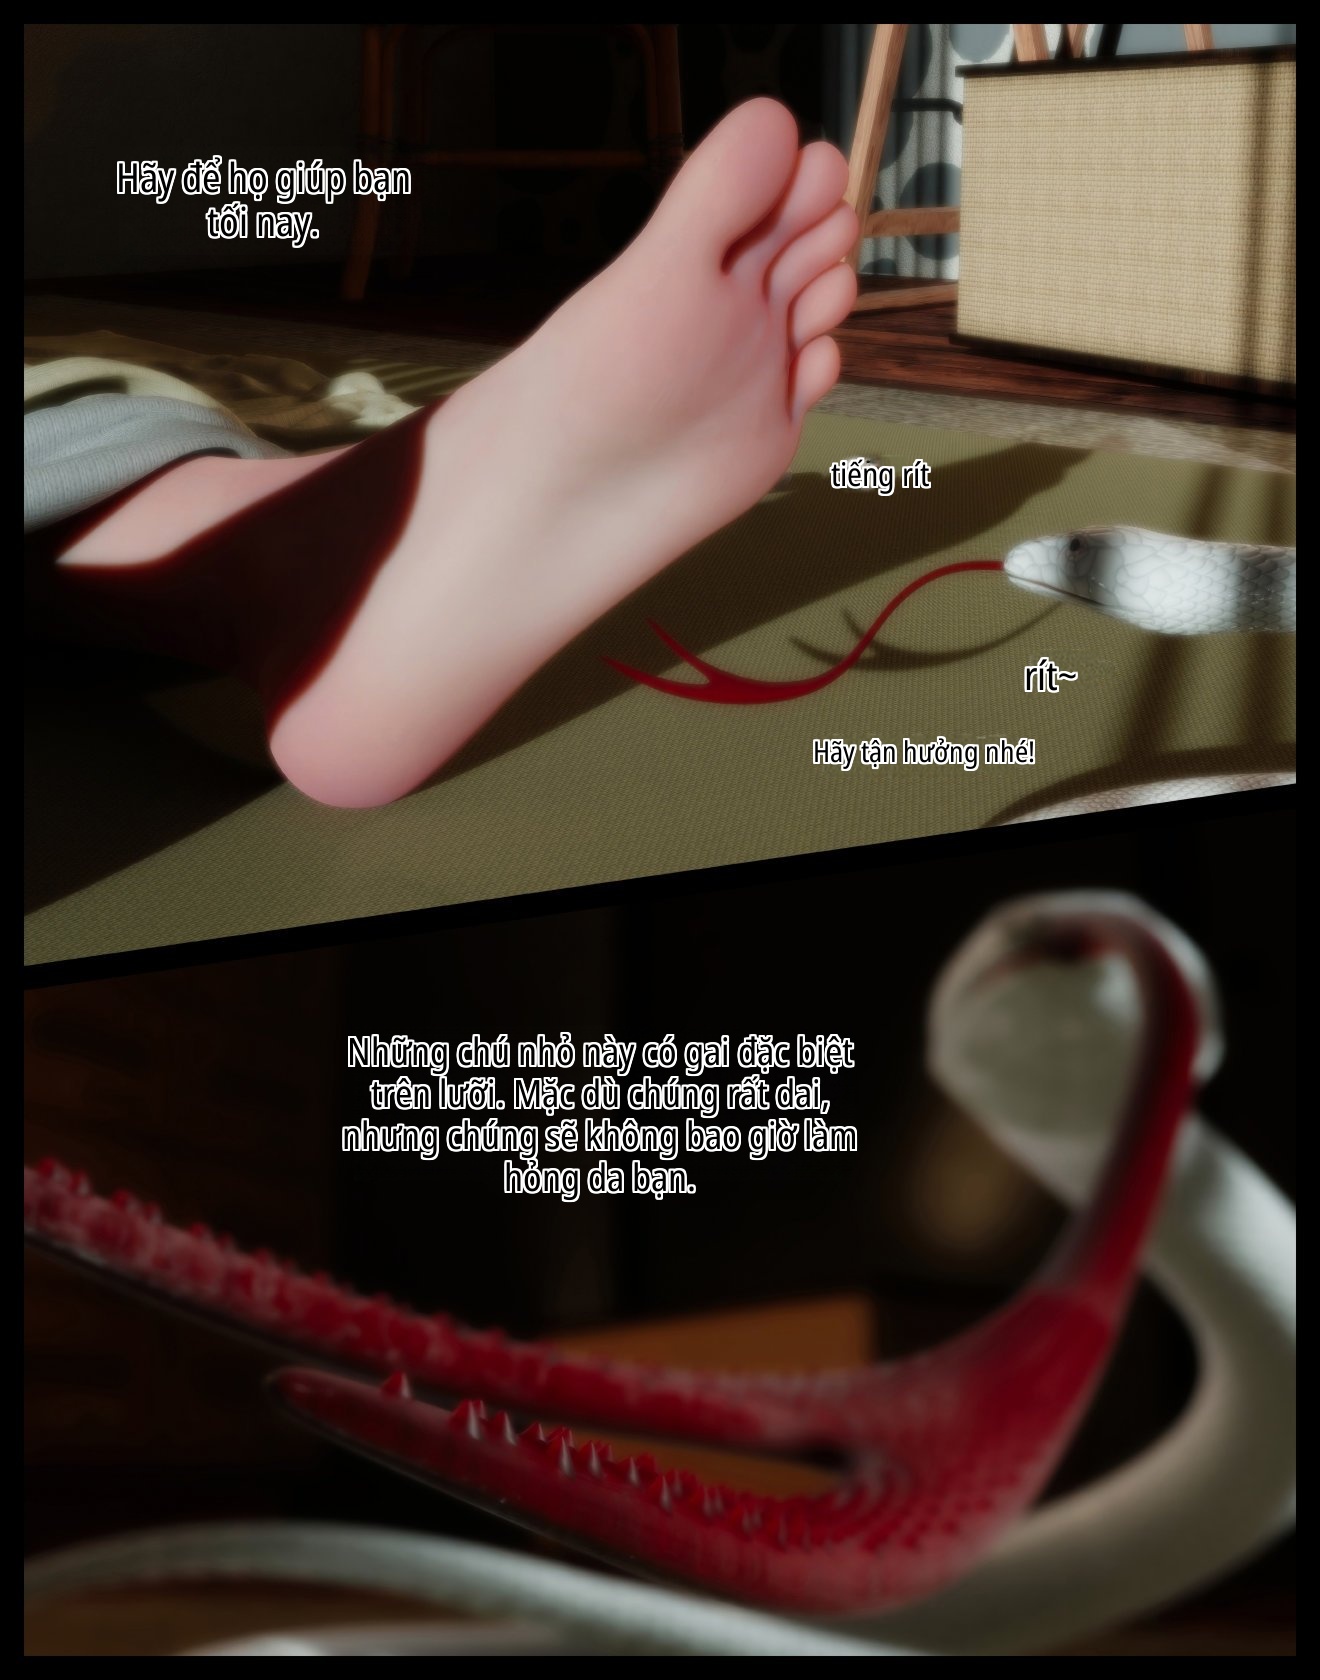 Hãy để họ giúp bạn
tối nay.
tiếng rít
rít~
Hãy tận hưởng nhé!
Những chú nhỏ này có gai đặc biệt
trên lưỡi. Mặc dù chúng rất dai,
nhưng chúng sẽ không bao giờ làm
hỏng da bạn.